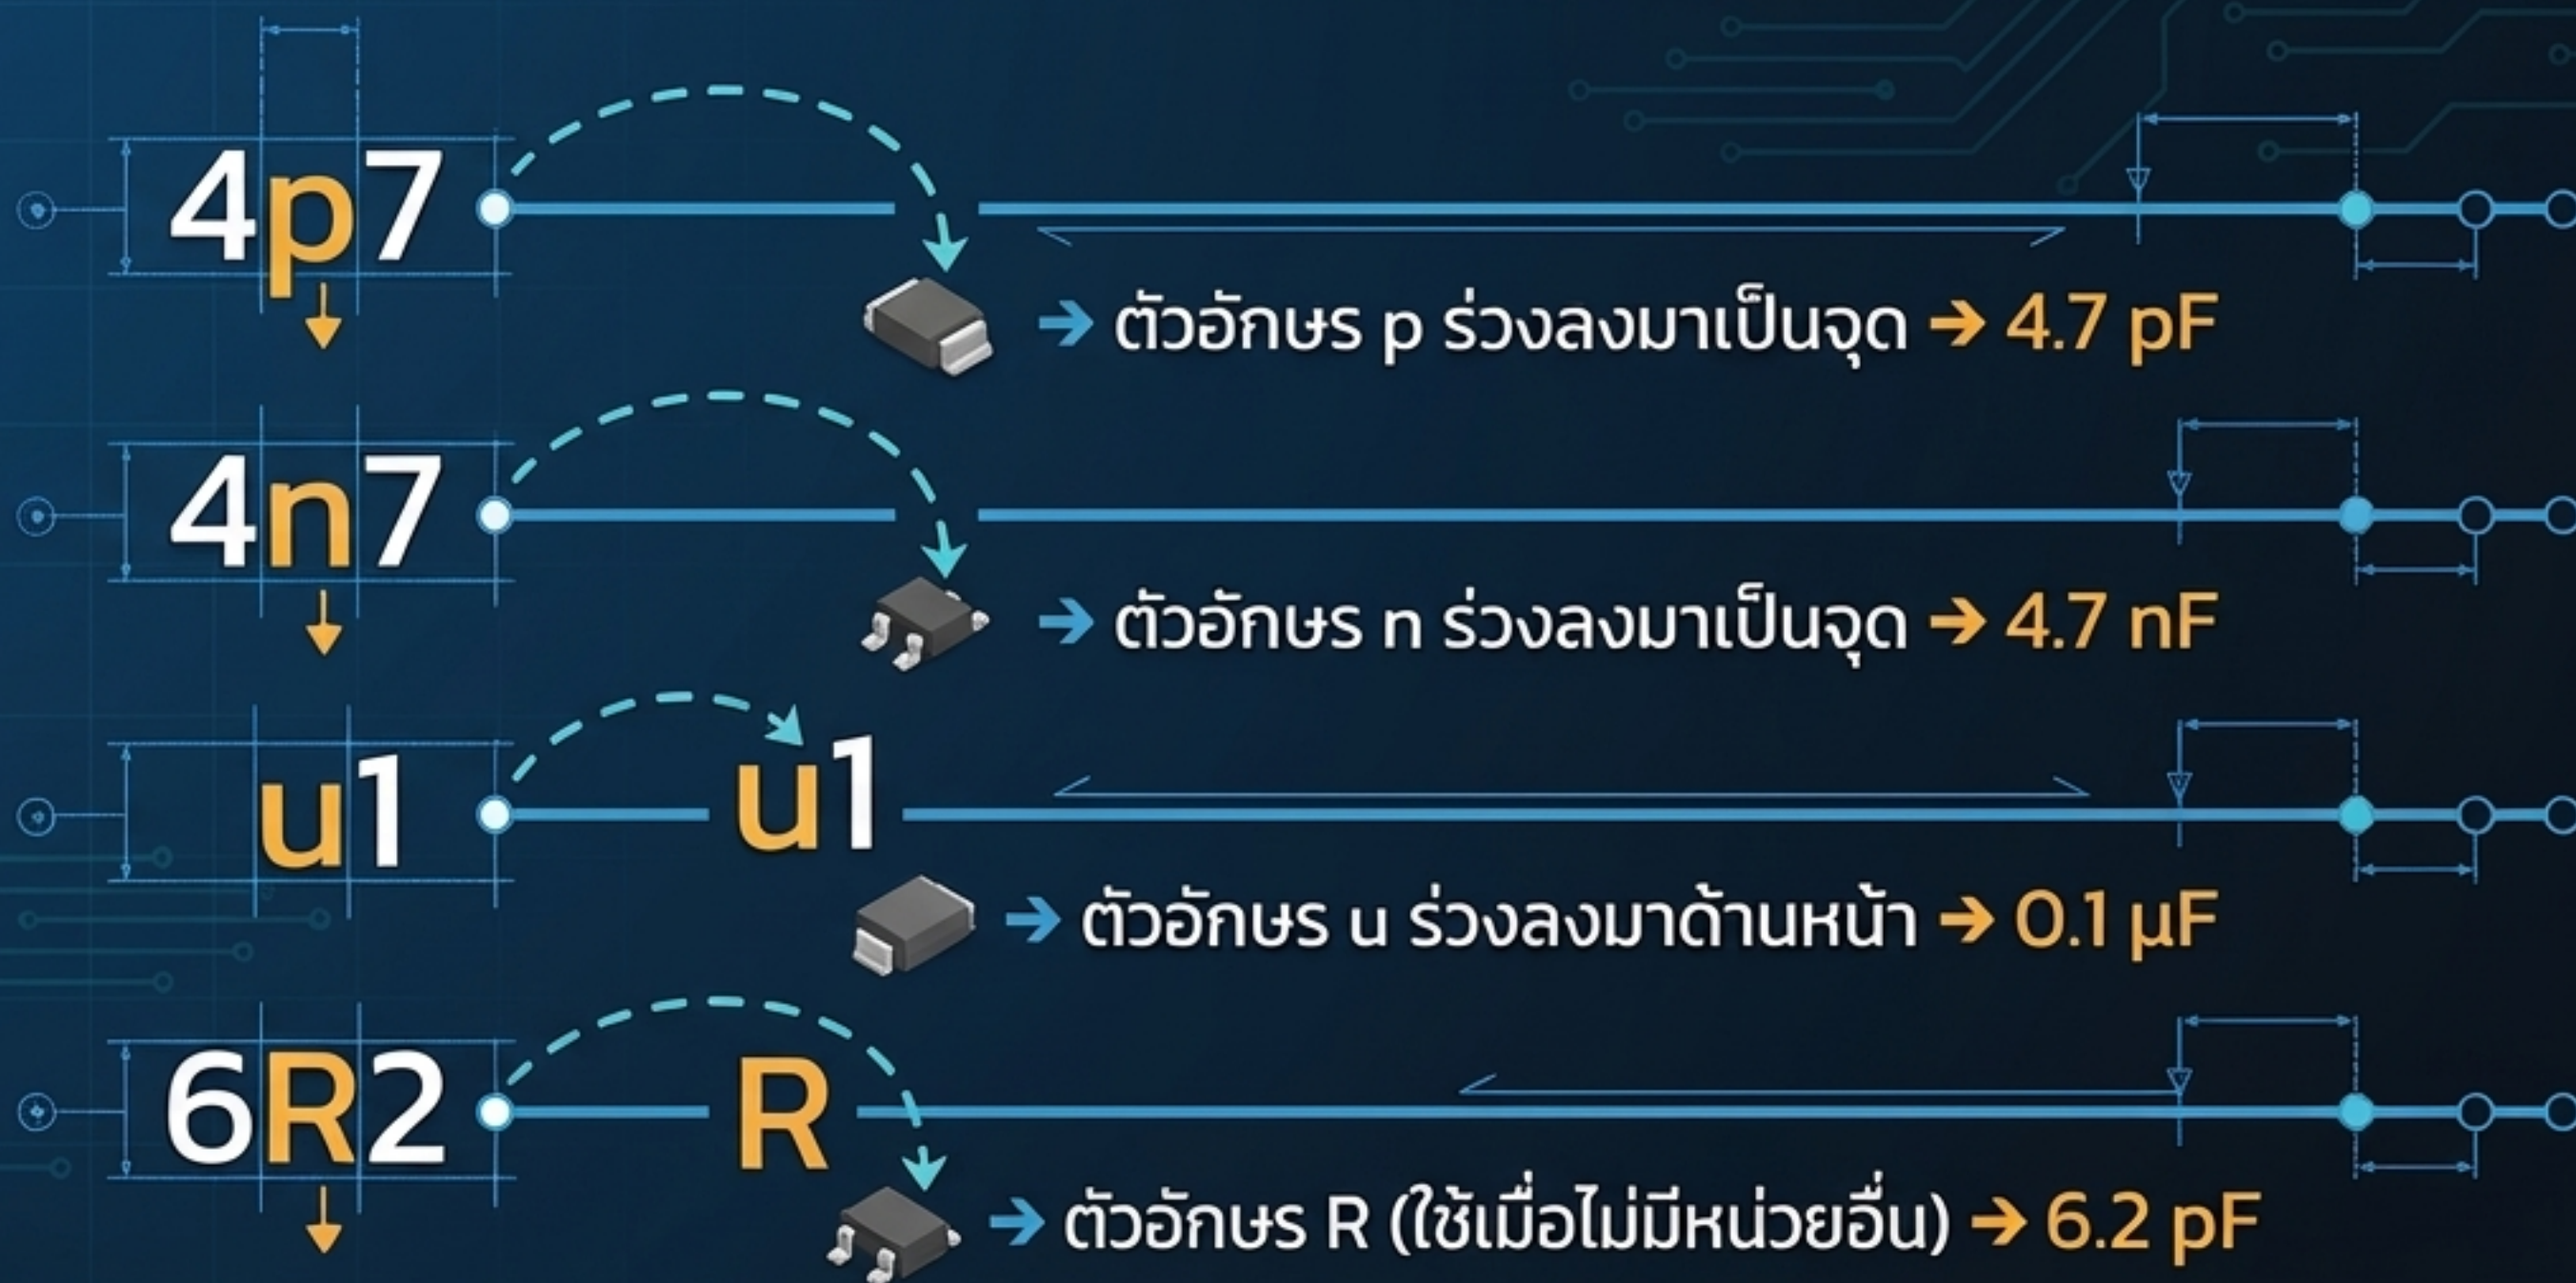 4p7
→ ตัวอักษร p ร่วงลงมาเป็นจุด → 4.7 pF
4n7
→ ตัวอักษร n ร่วงลงมาเป็นจุด → 4.7 nF
u1 u1
→ ตัวอักษร u ร่วงลงมาด้านหน้า → 0.1 µF
6R2 R
→ ตัวอักษร R (ใช้เมื่อไม่มีหน่วยอื่น) → 6.2 pF